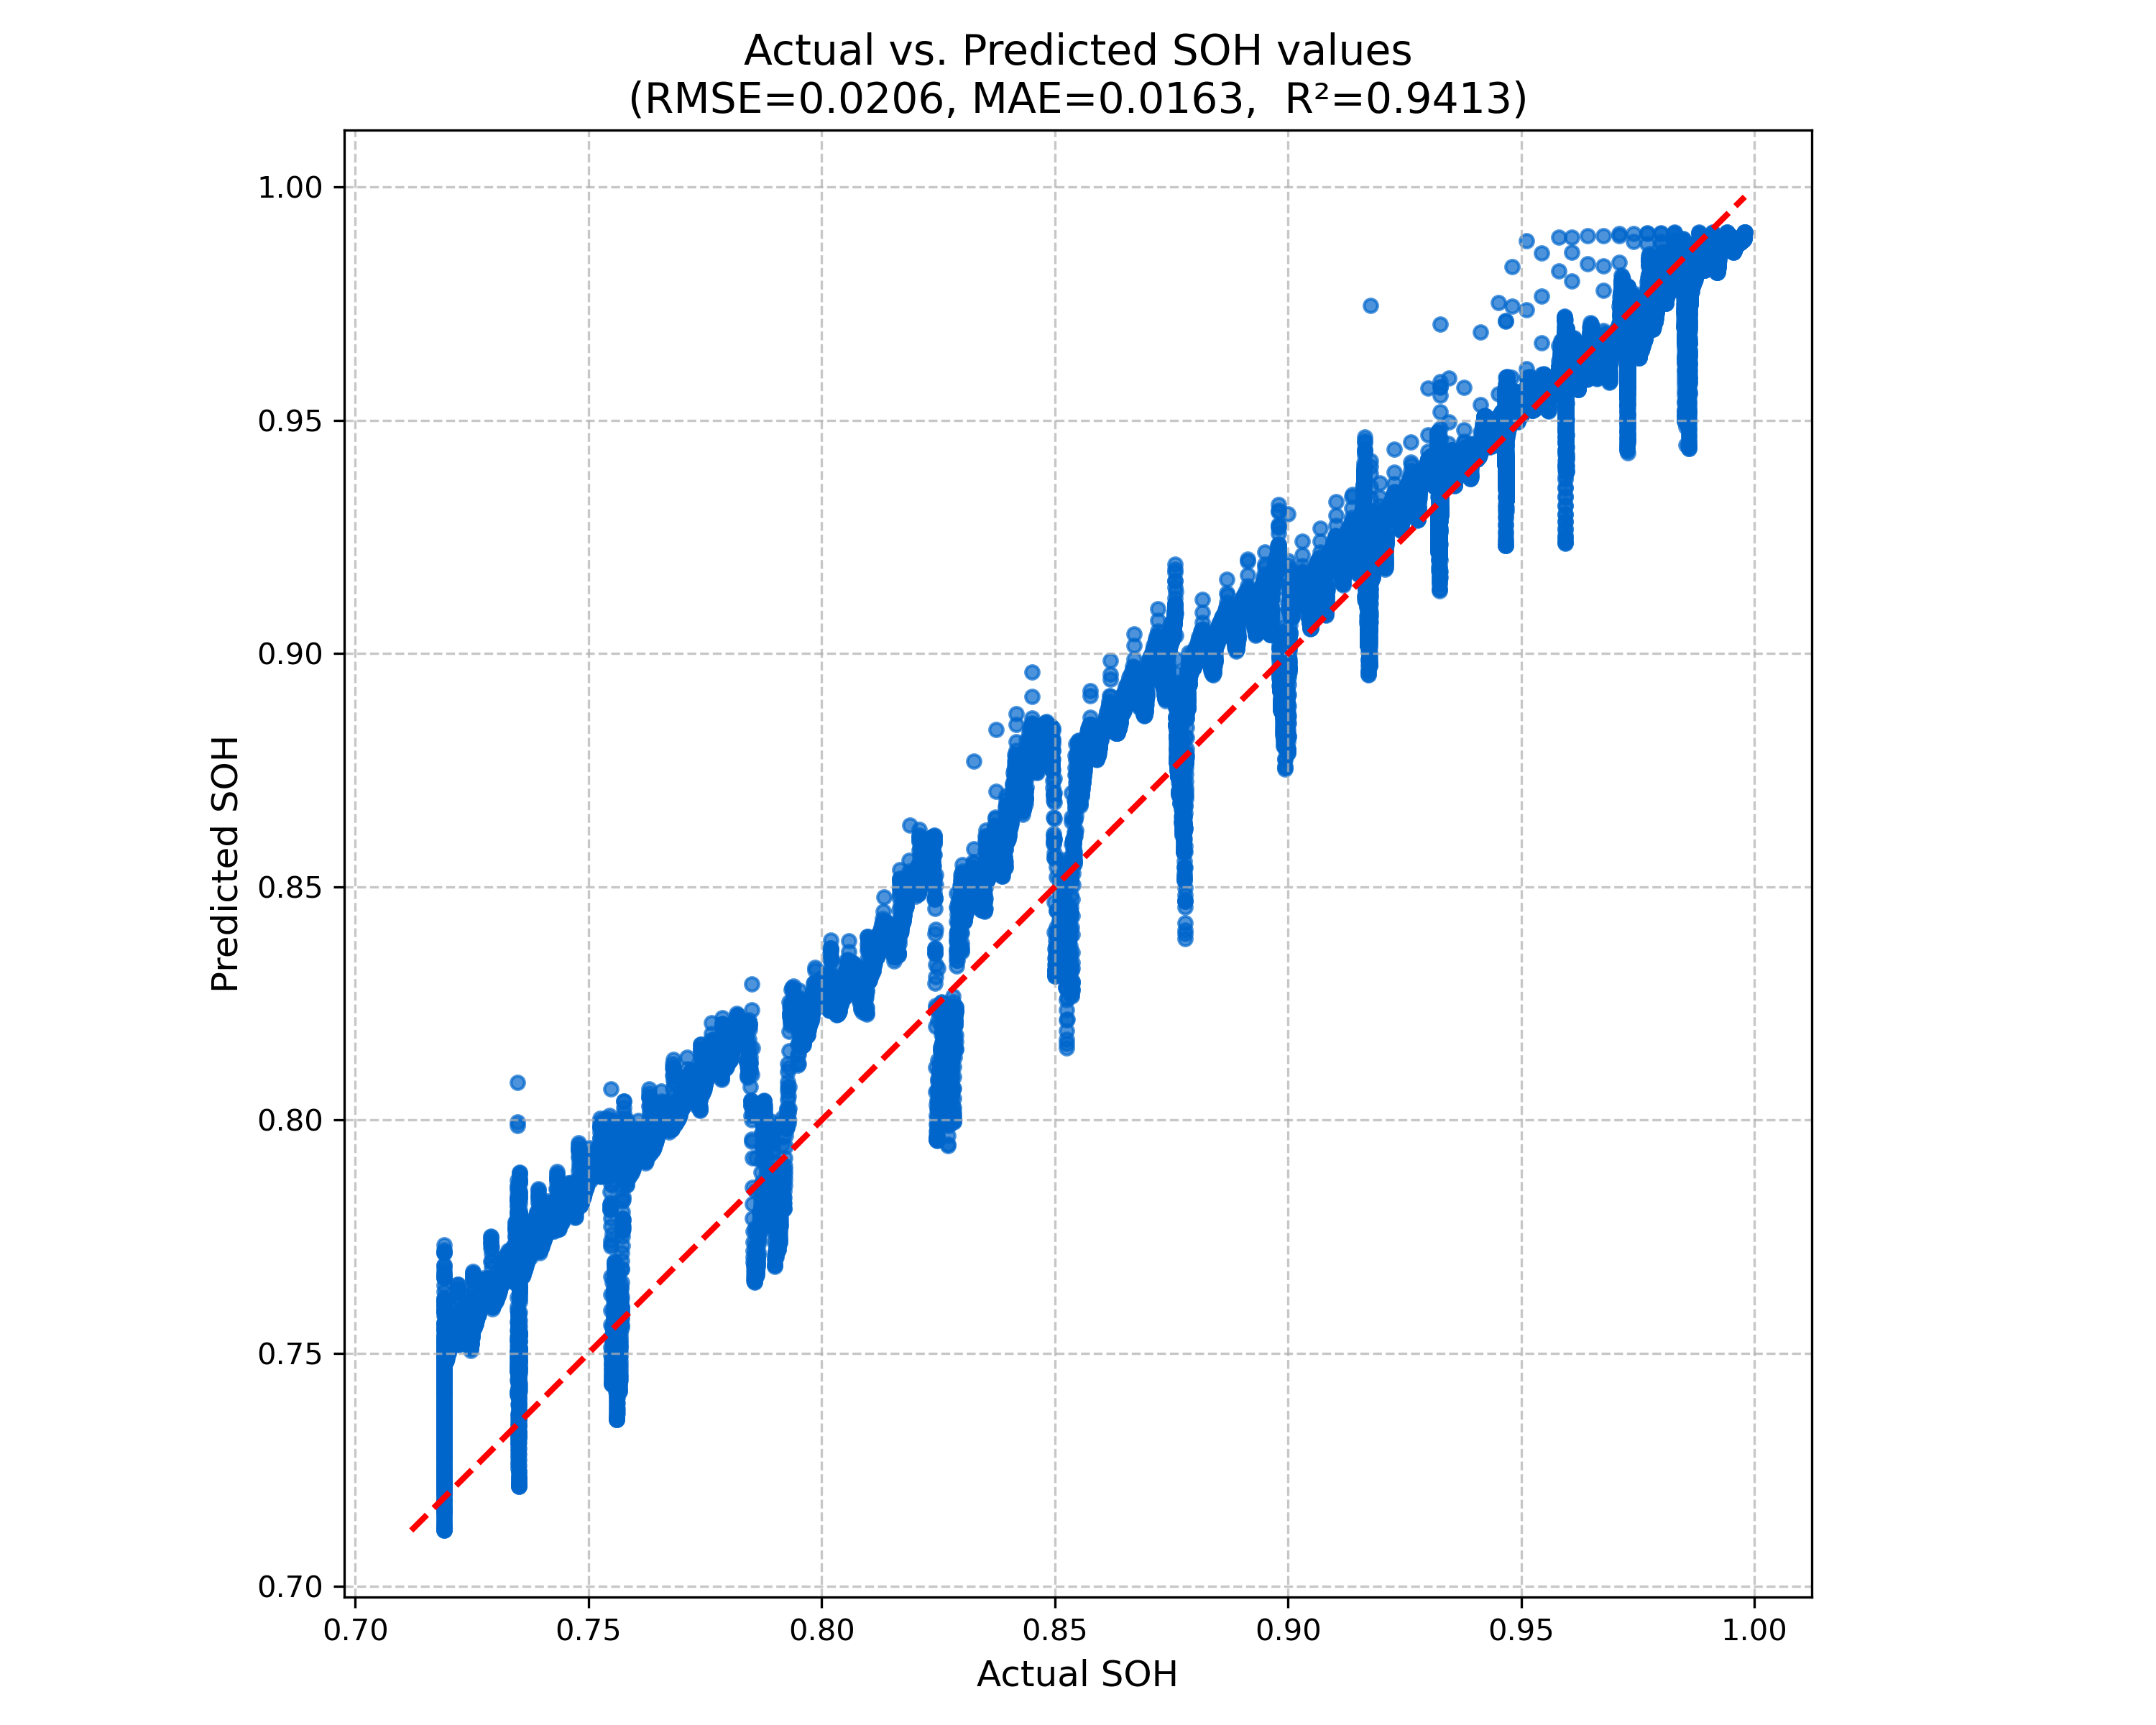 Actual vs. Predicted SOH values
(RMSE=0.0206, MAE=0.0163,  R²=0.9413)
Predicted SOH
1.00
0.95
0.90
0.85
0.80
0.75
0.70
0.70 0.75 0.80 0.85 0.90 0.95 1.00
Actual SOH